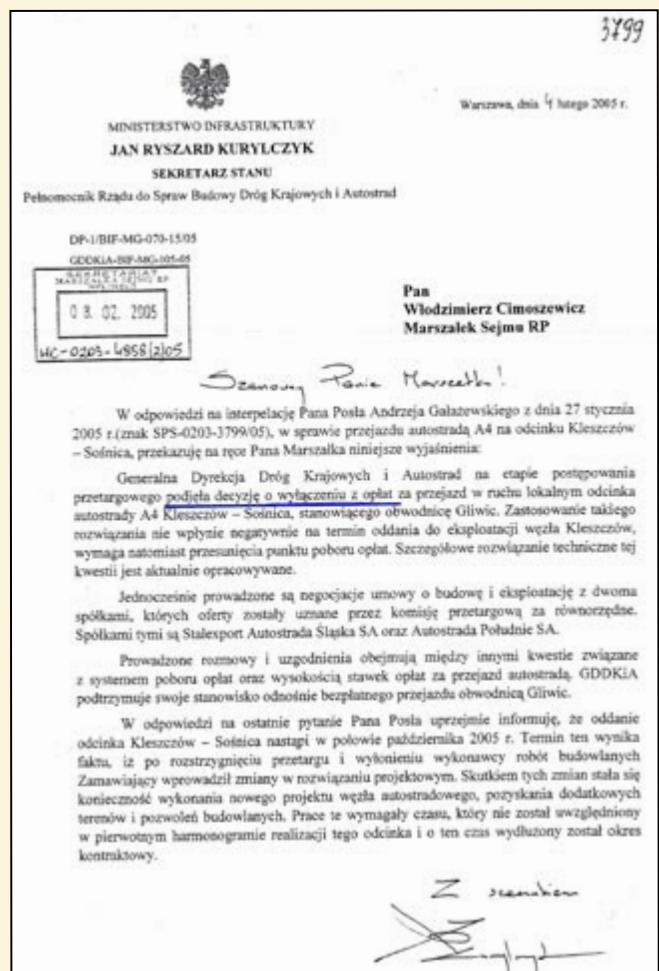 3799
Warszawa, dnia 4 lutego 2005 r.
MINISTERSTWO INFRASTRUKTURY
JAN RYSZARD KURYLCZYK
SEKRETARZ STANU
Pełnomocnik Rządu do Spraw Budowy Dróg Krajowych i Autostrad
DP-1/BIF-MG-070-15/05
GDDKiA-BIF-MG-105-05
SEKRETARIAT
MARSZAŁKA SEJMU RP
WPŁYNĘŁO
0 8. 02. 2005
HC-0203-4858(2)05
Pan
Włodzimierz Cimoszewicz
Marszałek Sejmu RP
Szanowny Panie Marszałku!
W odpowiedzi na interpelację Pana Posła Andrzeja Gałażewskiego z dnia 27 stycznia
2005 r.(znak SPS-0203-3799/05), w sprawie przejazdu autostradą A4 na odcinku Kleszczów
– Sośnica, przekazuję na ręce Pana Marszałka niniejsze wyjaśnienia:
Generalna Dyrekcja Dróg Krajowych i Autostrad na etapie postępowania
przetargowego podjęła decyzję o wyłączeniu z opłat za przejazd w ruchu lokalnym odcinka
autostrady A4 Kleszczów – Sośnica, stanowiącego obwodnicę Gliwic. Zastosowanie takiego
rozwiązania nie wpłynie negatywnie na termin oddania do eksploatacji węzła Kleszczów,
wymaga natomiast przesunięcia punktu poboru opłat. Szczegółowe rozwiązanie techniczne tej
kwestii jest aktualnie opracowywane.
Jednocześnie prowadzone są negocjacje umowy o budowę i eksploatację z dwoma
spółkami, których oferty zostały uznane przez komisję przetargową za równorzędne.
Spółkami tymi są Stalexport Autostrada Śląska SA oraz Autostrada Południe SA.
Prowadzone rozmowy i uzgodnienia obejmują między innymi kwestie związane
z systemem poboru opłat oraz wysokością stawek opłat za przejazd autostradą. GDDKiA
podtrzymuje swoje stanowisko odnośnie bezpłatnego przejazdu obwodnicą Gliwic.
W odpowiedzi na ostatnie pytanie Pana Posła uprzejmie informuję, że oddanie
odcinka Kleszczów – Sośnica nastąpi w połowie października 2005 r. Termin ten wynika
faktu, iż po rozstrzygnięciu przetargu i wyłonieniu wykonawcy robót budowlanych
Zamawiający wprowadził zmiany w rozwiązaniu projektowym. Skutkiem tych zmian stała się
konieczność wykonania nowego projektu węzła autostradowego, pozyskania dodatkowych
terenów i pozwoleń budowlanych. Prace te wymagały czasu, który nie został uwzględniony
w pierwotnym harmonogramie realizacji tego odcinka i o ten czas wydłużony został okres
kontraktowy.
Z szacunkiem